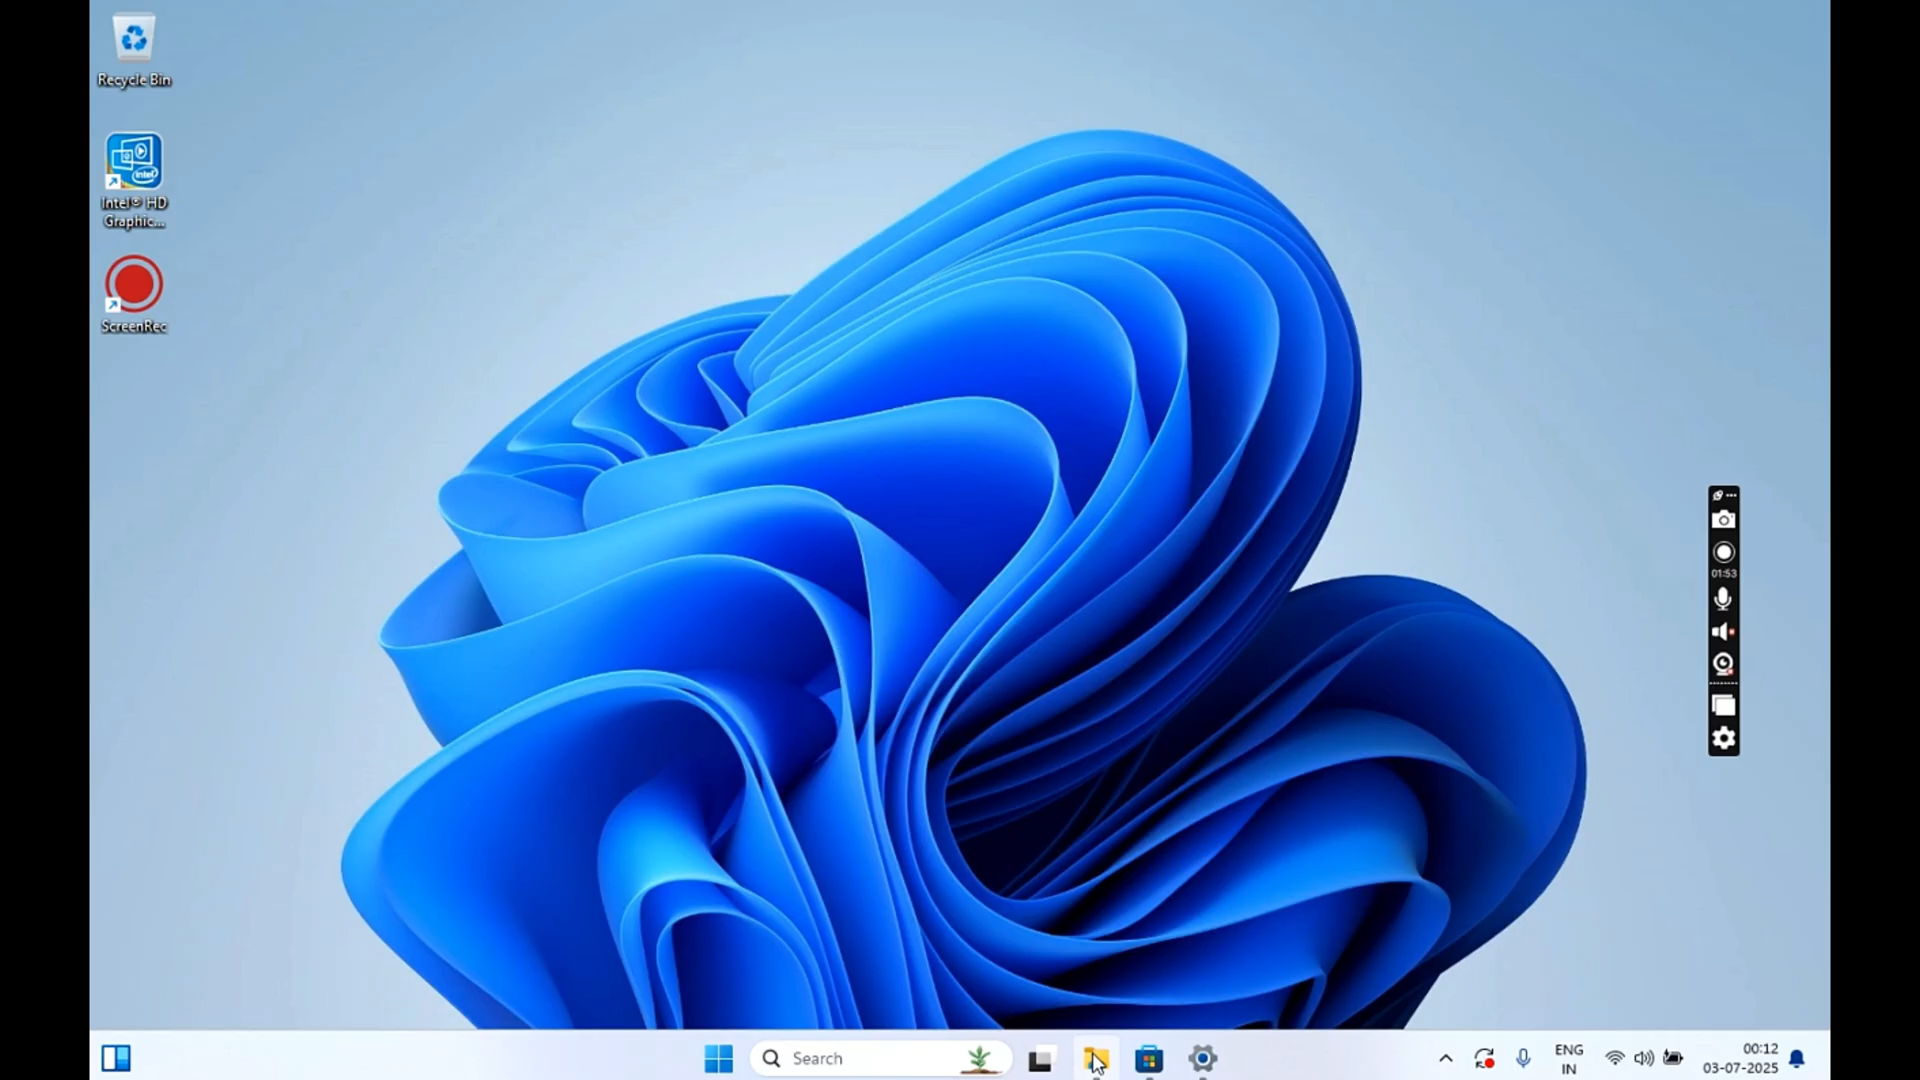 Recycle Bin
Intel® HD
Graphic...
ScreenRec
01:53
Search
ENG
IN
00:12
03-07-2025